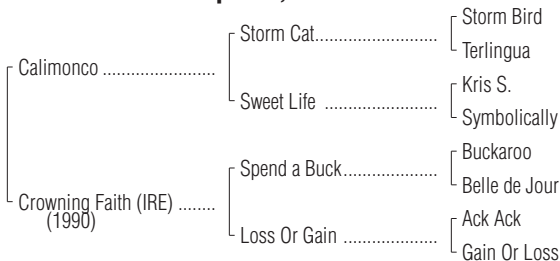 Storm Bird
Storm Cat......................
Terlingua
Calimonco .......................
Kris S.
Sweet Life .......................
Symbolically
Buckaroo
Spend a Buck..................
Belle de Jour
Crowning Faith (IRE) ........
(1990)
Ack Ack
Loss Or Gain ...................
Gain Or Loss